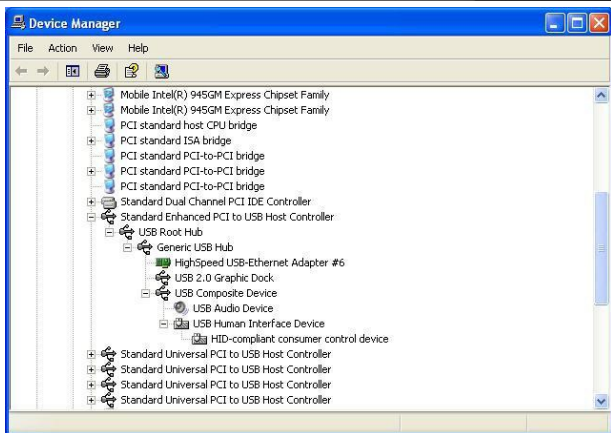 Device Manager
File Action View Help
Mobile Intel(R) 945GM Express Chipset Family
Mobile Intel(R) 945GM Express Chipset Family
PCI standard host CPU bridge
PCI standard ISA bridge
PCI standard PCI-to-PCI bridge
PCI standard PCI-to-PCI bridge
PCI standard PCI-to-PCI bridge
Standard Dual Channel PCI IDE Controller
Standard Enhanced PCI to USB Host Controller
USB Root Hub
Generic USB Hub
HighSpeed USB-Ethernet Adapter #6
USB 2.0 Graphic Dock
USB Composite Device
USB Audio Device
USB Human Interface Device
HID-compliant consumer control device
Standard Universal PCI to USB Host Controller
Standard Universal PCI to USB Host Controller
Standard Universal PCI to USB Host Controller
Standard Universal PCI to USB Host Controller